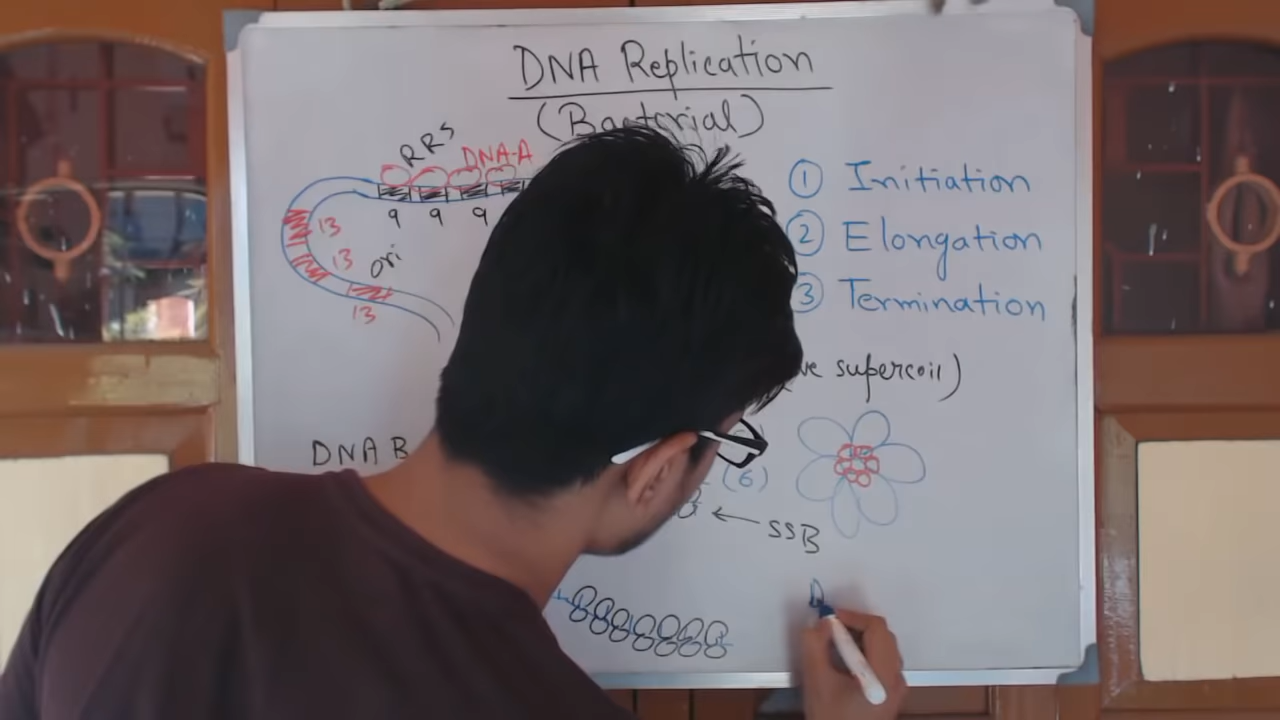 DNA Replication
(Bacterial)
RRS
DNA-A
9 9 9
13
13
ori
13
① Initiation
② Elongation
③ Termination
ve supercoil)
DNA B
(6)
SSB
D